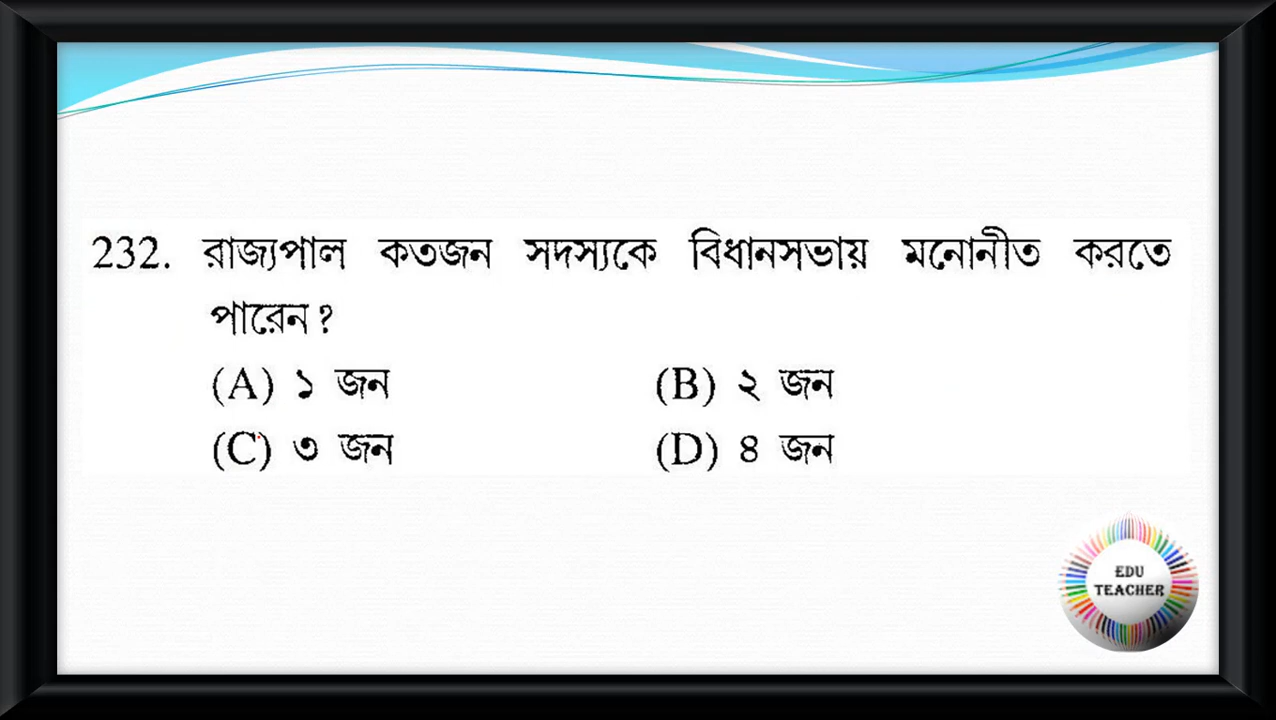 232. রাজ্যপাল কতজন সদস্যকে বিধানসভায় মনোনীত করতে
পারেন?
(A) ১ জন (B) ২ জন
(C) ৩ জন (D) ৪ জন
EDU
TEACHER